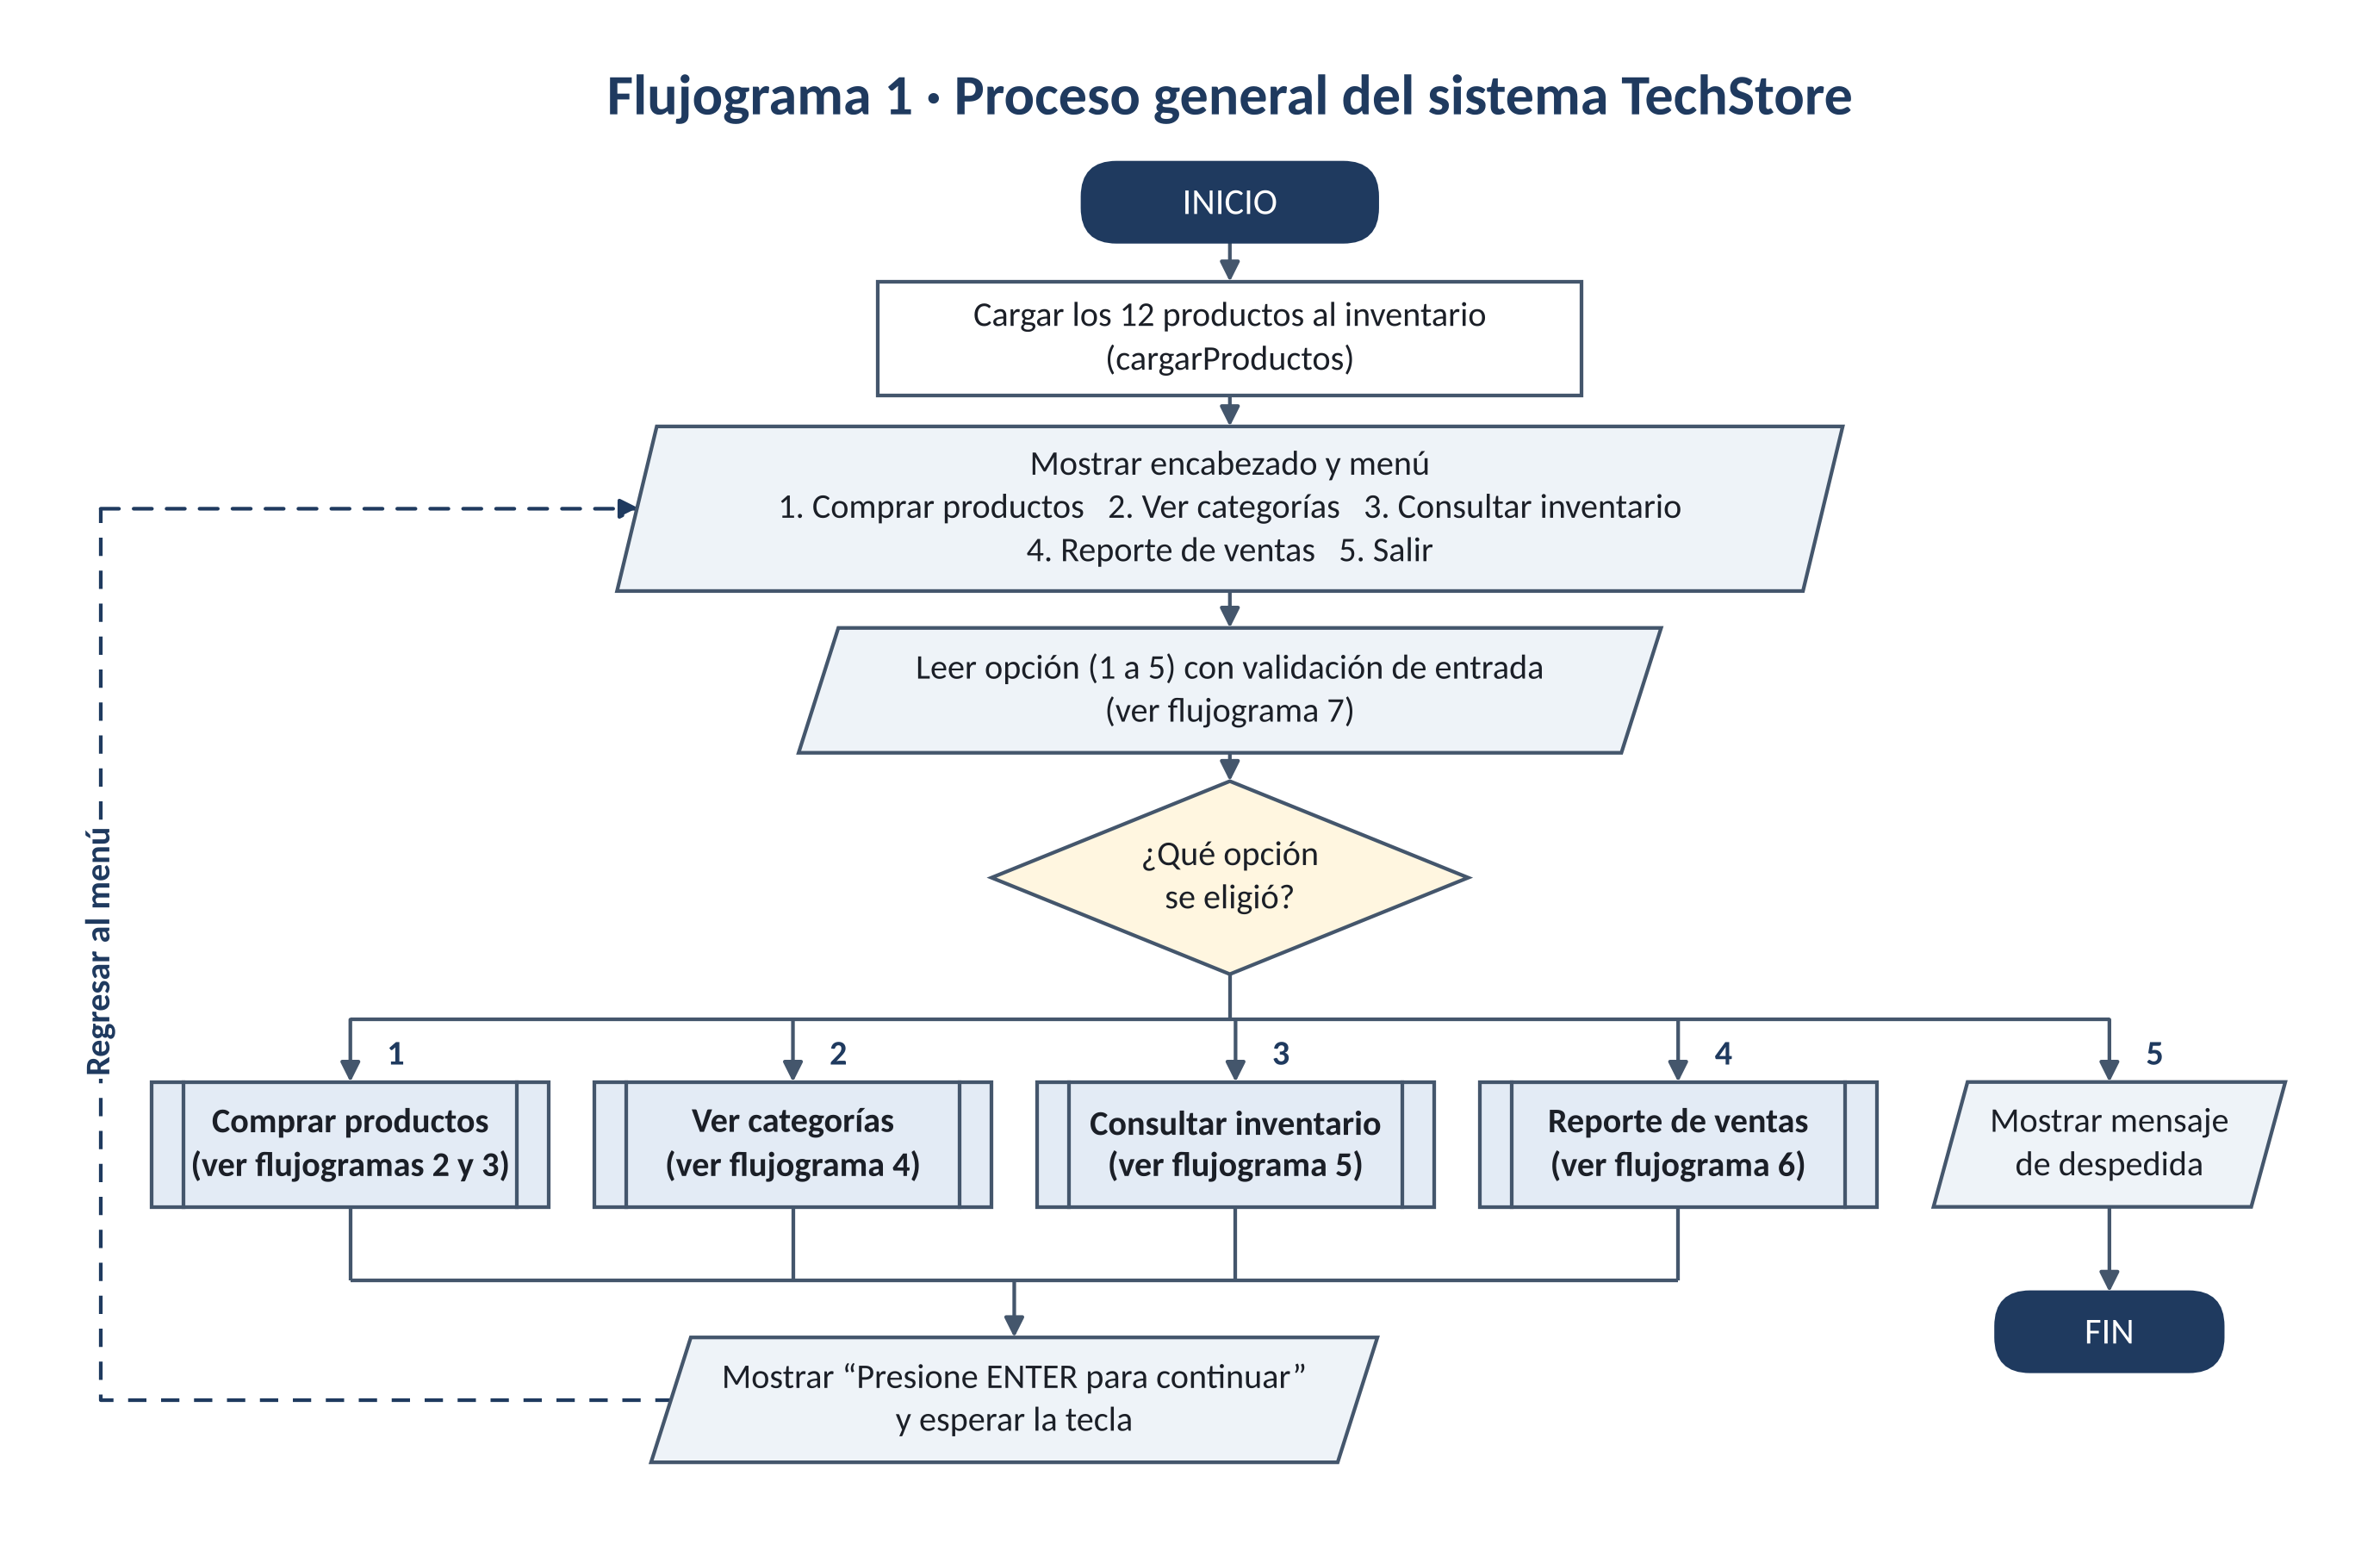 Flujograma 1 · Proceso general del sistema TechStore
INICIO
Cargar los 12 productos al inventario
(cargarProductos)
Mostrar encabezado y menú
1. Comprar productos   2. Ver categorías   3. Consultar inventario
4. Reporte de ventas   5. Salir
Leer opción (1 a 5) con validación de entrada
(ver flujograma 7)
¿Qué opción
se eligió?
Regresar al menú
1
2
3
4
5
Comprar productos
(ver flujogramas 2 y 3)
Ver categorías
(ver flujograma 4)
Consultar inventario
(ver flujograma 5)
Reporte de ventas
(ver flujograma 6)
Mostrar mensaje
de despedida
Mostrar “Presione ENTER para continuar”
y esperar la tecla
FIN